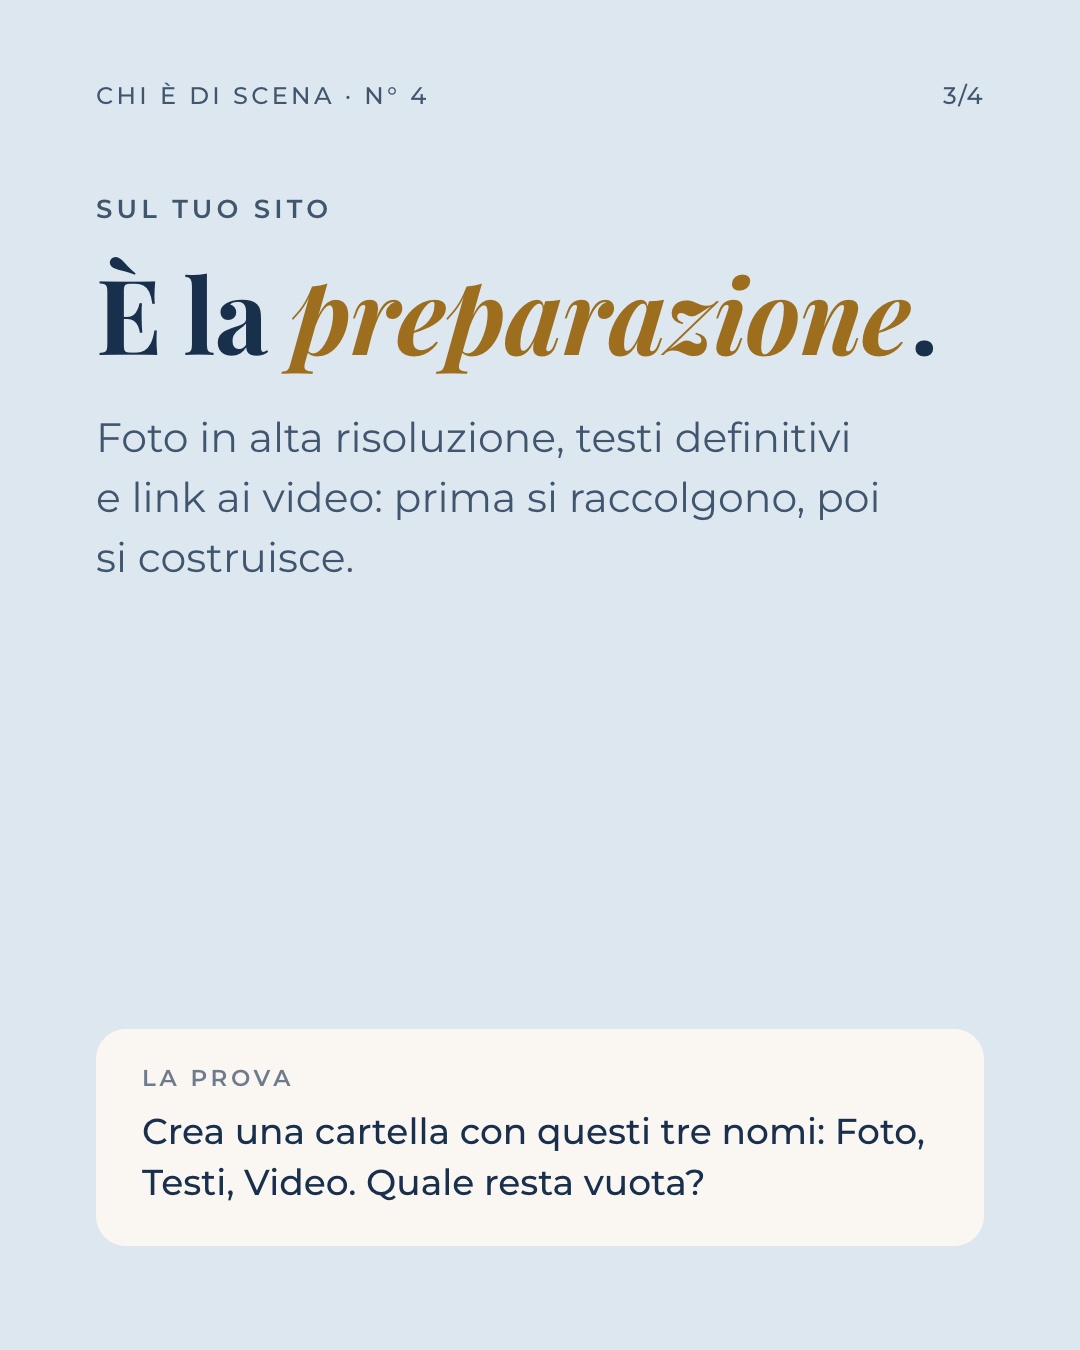 CHI È DI SCENA · N° 4
3/4
SUL TUO SITO
È la preparazione.
Foto in alta risoluzione, testi definitivi
e link ai video: prima si raccolgono, poi
si costruisce.
LA PROVA
Crea una cartella con questi tre nomi: Foto,
Testi, Video. Quale resta vuota?